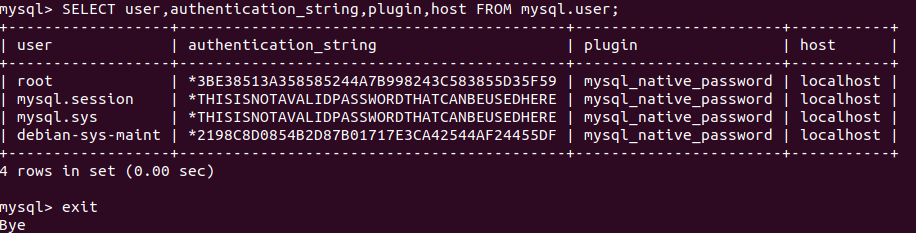 mysql> SELECT user,authentication_string,plugin,host FROM mysql.user;
+------------------+-------------------------------------------+-----------------------+-----------+
| user             | authentication_string                     | plugin                | host      |
+------------------+-------------------------------------------+-----------------------+-----------+
| root             | *3BE38513A358585244A7B998243C583855D35F59 | mysql_native_password | localhost |
| mysql.session    | *THISISNOTAVALIDPASSWORDTHATCANBEUSEDHERE | mysql_native_password | localhost |
| mysql.sys        | *THISISNOTAVALIDPASSWORDTHATCANBEUSEDHERE | mysql_native_password | localhost |
| debian-sys-maint | *2198C8D0854B2D87B01717E3CA42544AF24455DF | mysql_native_password | localhost |
+------------------+-------------------------------------------+-----------------------+-----------+
4 rows in set (0.00 sec)
mysql> exit
Bye